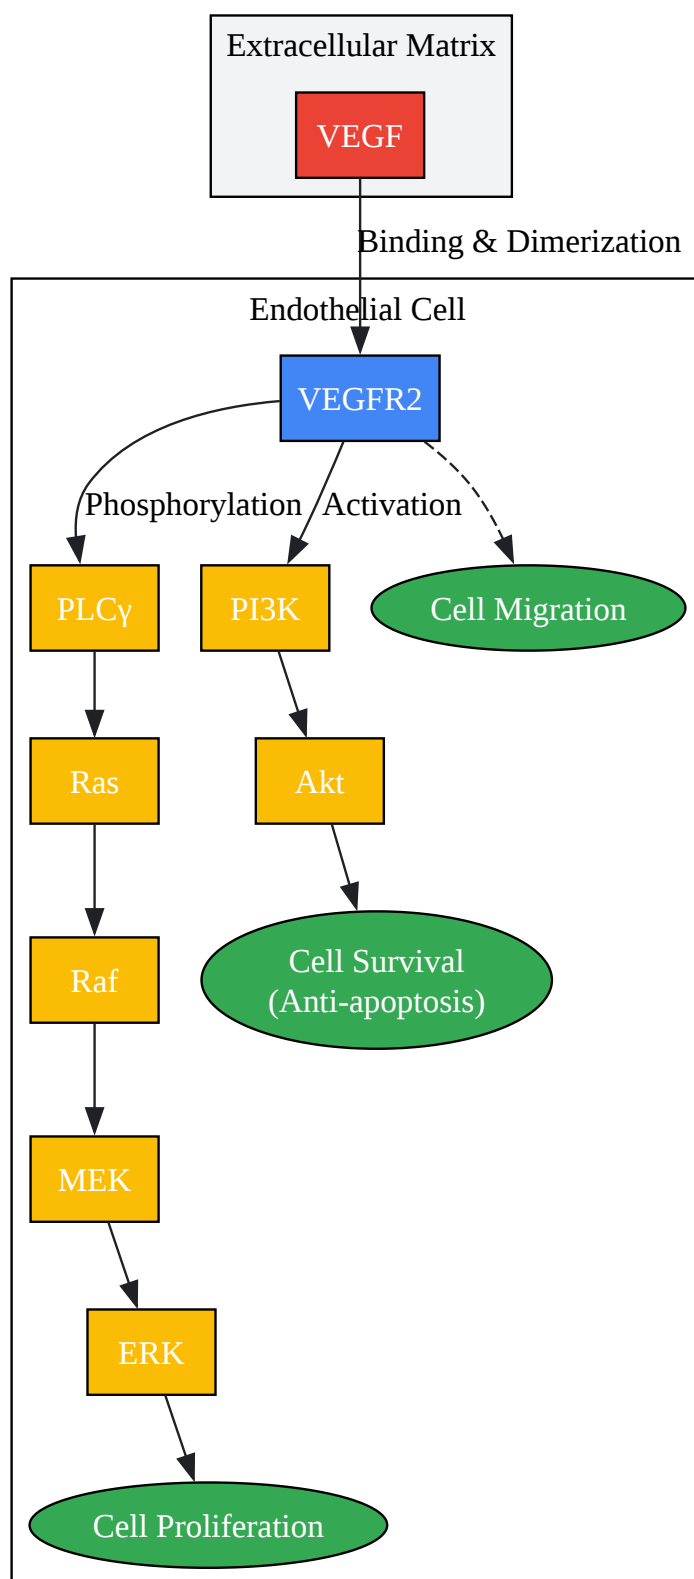 Extracellular Matrix
VEGF
Binding & Dimerization
Endothelial Cell
VEGFR2
Phosphorylation
Activation
PLCγ
PI3K
Cell Migration
Ras
Akt
Raf
Cell Survival
(Anti-apoptosis)
MEK
ERK
Cell Proliferation